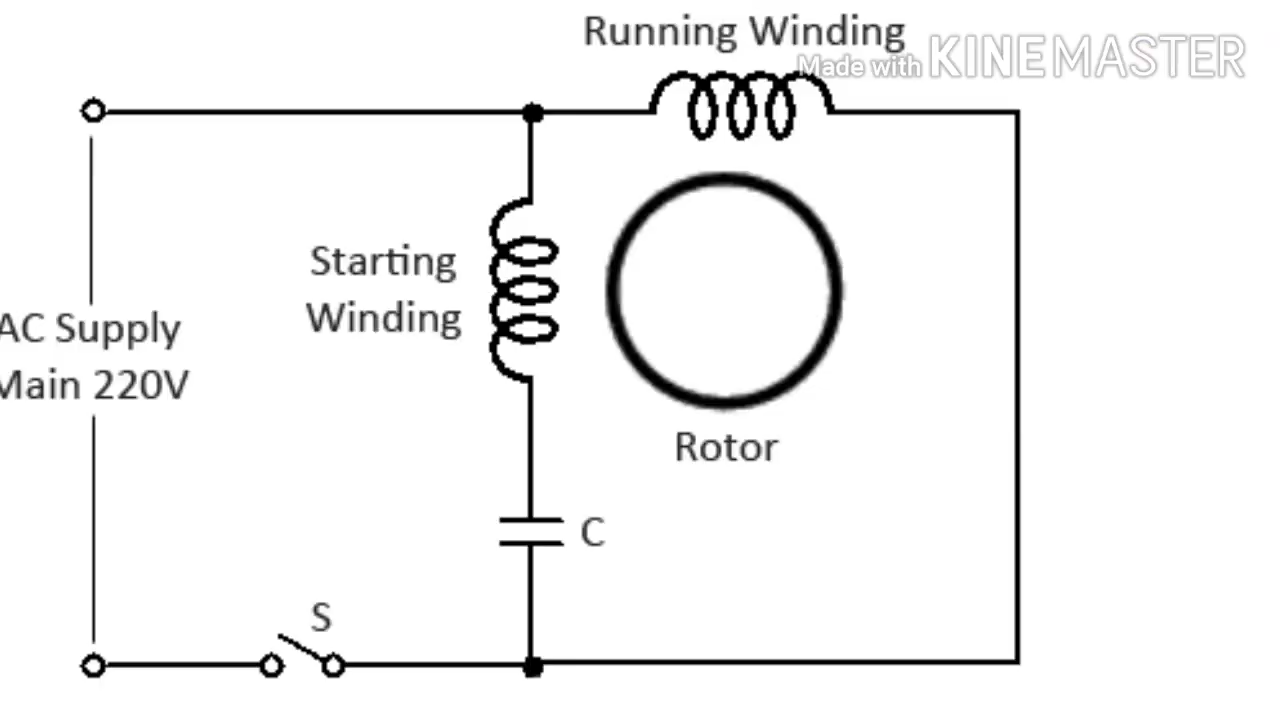 Running Winding
Made with KINEMASTER
Starting
Winding
AC Supply
Main 220V
Rotor
C
S